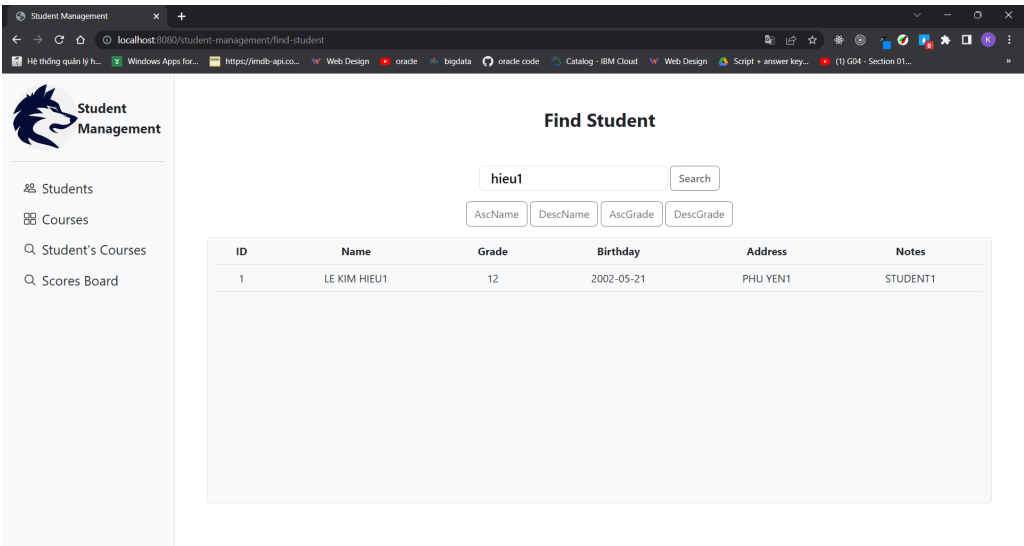 Student Management
localhost:8080/student-management/find-student
Hệ thống quản lý h... Windows Apps for... https://imdb-api.co... Web Design oracle bigdata oracle code Catalog - IBM Cloud Web Design Script + answer key... (1) G04 - Section 01... »
Student
Management
Students
Courses
Student's Courses
Scores Board
Find Student
hieu1 Search
AscName DescName AscGrade DescGrade
ID Name Grade Birthday Address Notes
1 LE KIM HIEU1 12 2002-05-21 PHU YEN1 STUDENT1
K
0